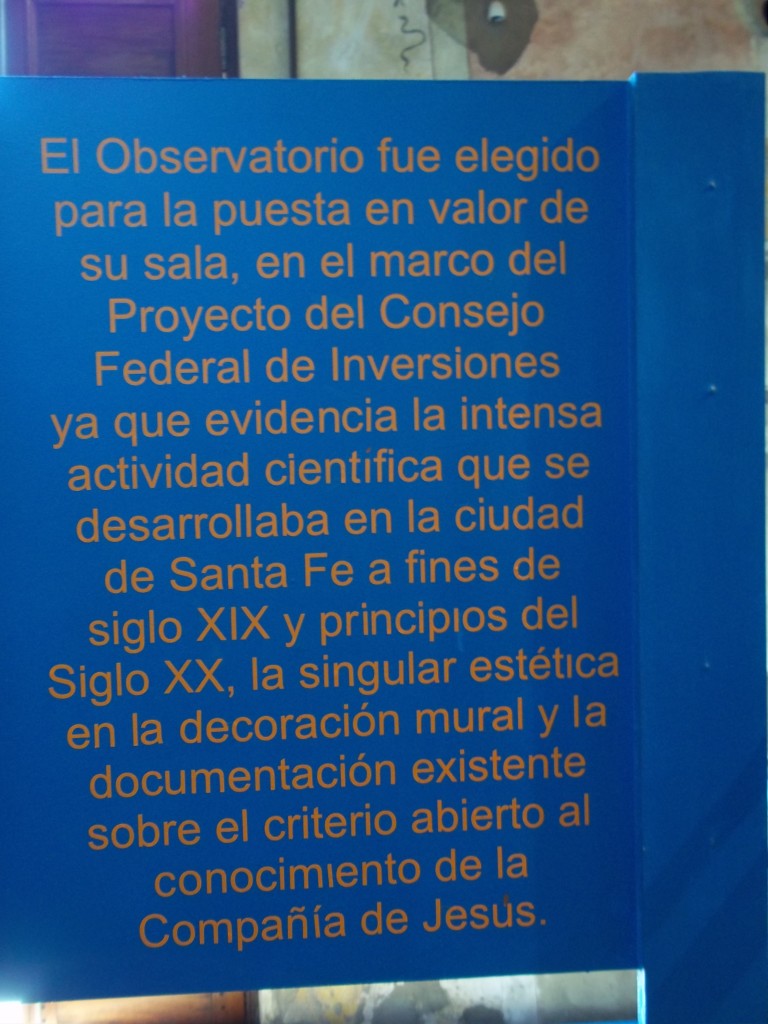 El Observatorio fue elegido
para la puesta en valor de
su sala, en el marco del
Proyecto del Consejo
Federal de Inversiones
ya que evidencia la intensa
actividad científica que se
desarrollaba en la ciudad
de Santa Fe a fines de
siglo XIX y principios del
Siglo XX, la singular estética
en la decoración mural y la
documentación existente
sobre el criterio abierto al
conocimiento de la
Compañía de Jesús.